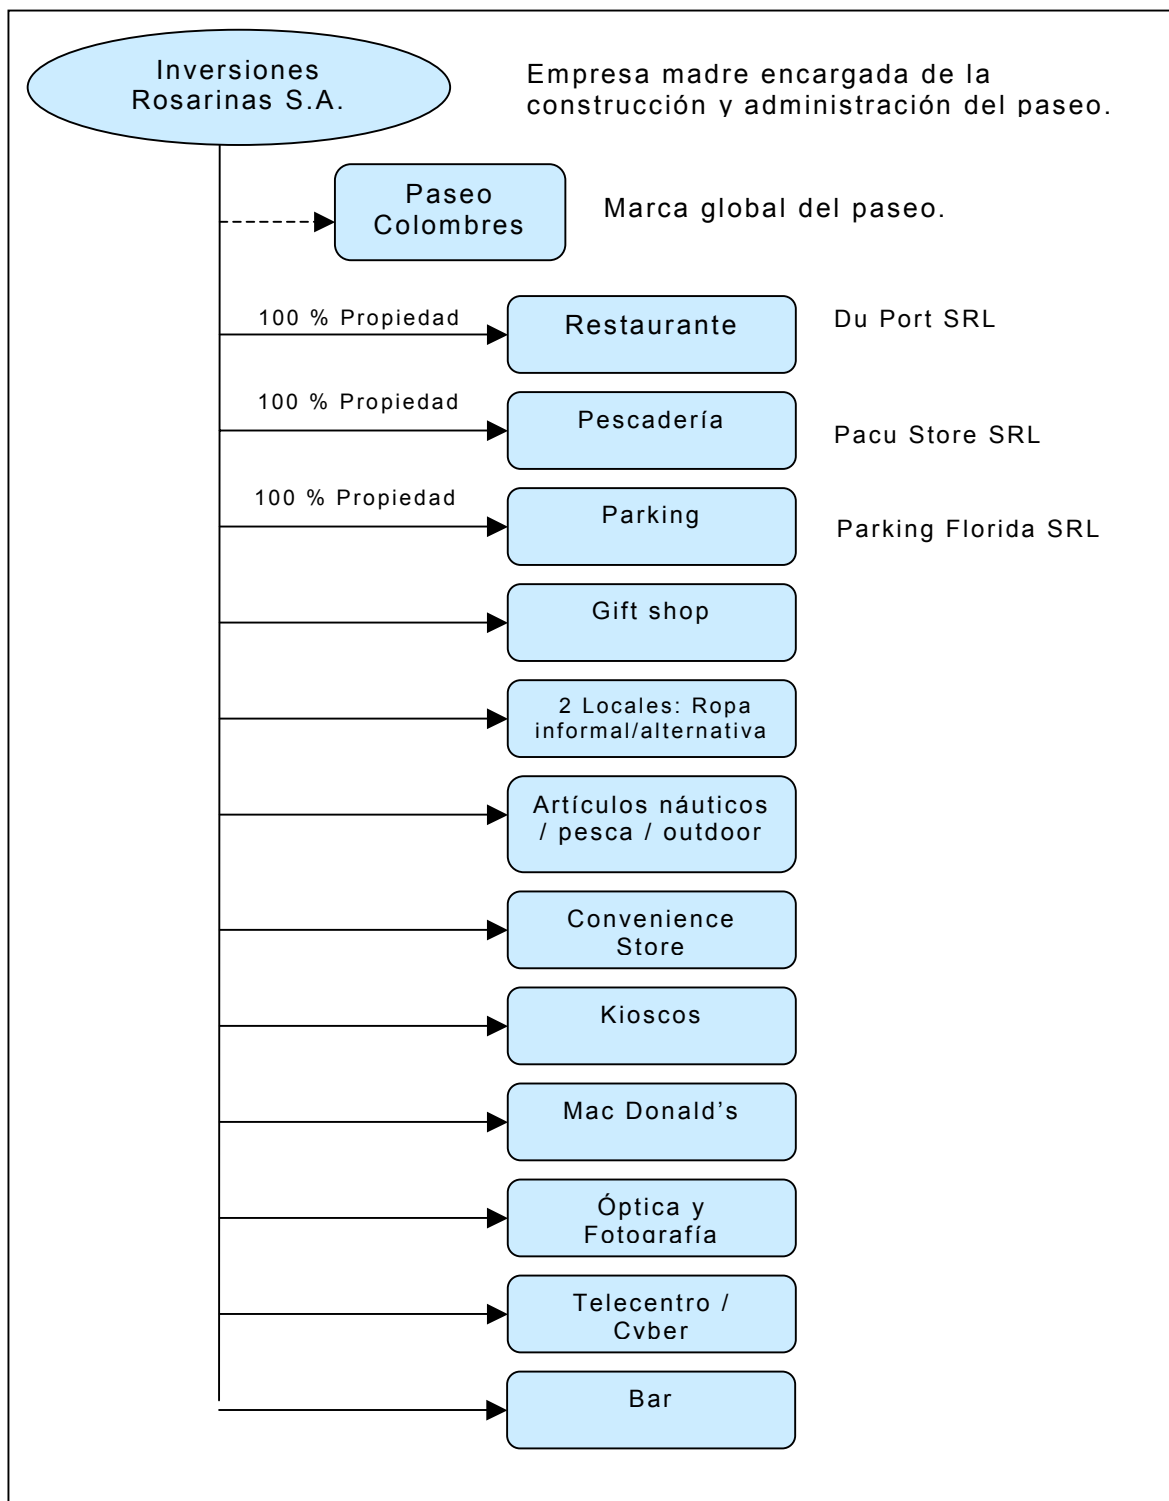 Inversiones
Rosarinas S.A.
Empresa madre encargada de la
construcción y administración del paseo.
Paseo
Colombres
Marca global del paseo.
100 % Propiedad
Restaurante
Du Port SRL
100 % Propiedad
Pescadería
Pacu Store SRL
100 % Propiedad
Parking
Parking Florida SRL
Gift shop
2 Locales: Ropa
informal/alternativa
Artículos náuticos
/ pesca / outdoor
Convenience
Store
Kioscos
Mac Donald’s
Óptica y
Fotografía
Telecentro /
Cyber
Bar